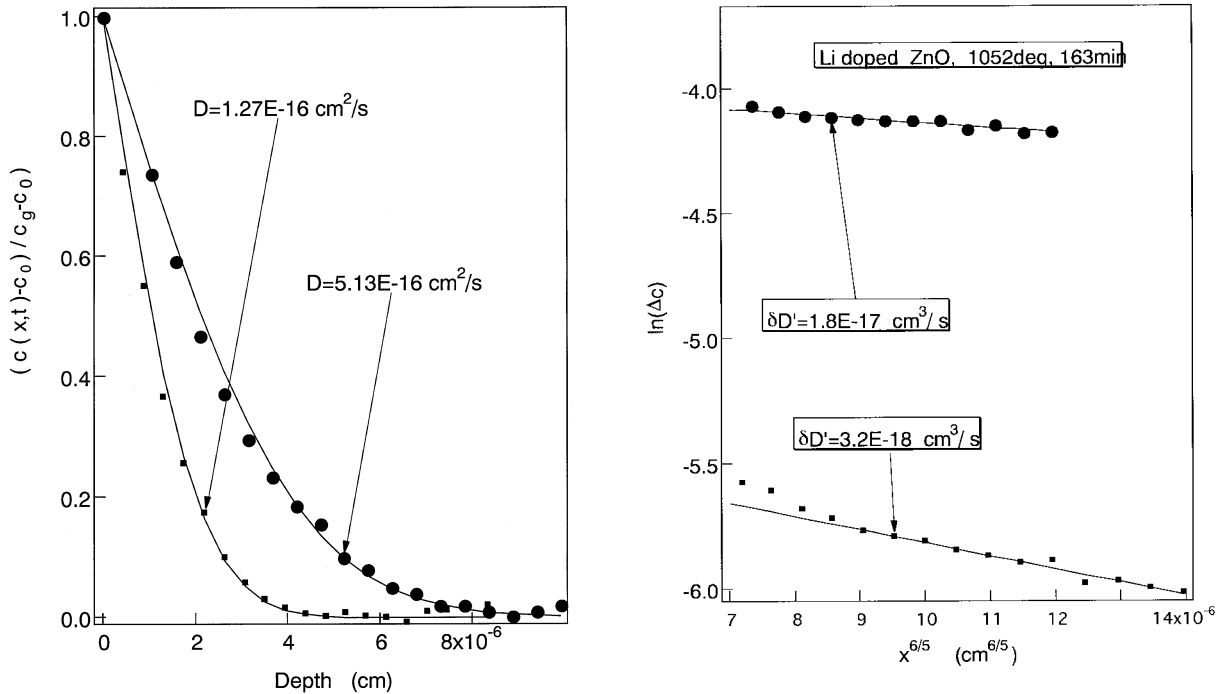 1.0
0.8
0.6
0.4
0.2
0.0
0
2
4
6
8x10-6
Depth (cm)
( c ( x,t ) -c0 ) / cg-c0 )
D=1.27E-16 cm2/s
D=5.13E-16 cm2/s
-4.0
-4.5
-5.0
-5.5
-6.0
ln(Δc)
Li doped ZnO, 1052deq, 163min
δD'=1.8E-17 cm3/ s
δD'=3.2E-18 cm3/ s
7
8
9
10
11
12
14x10-6
x6/5 (cm6/5)